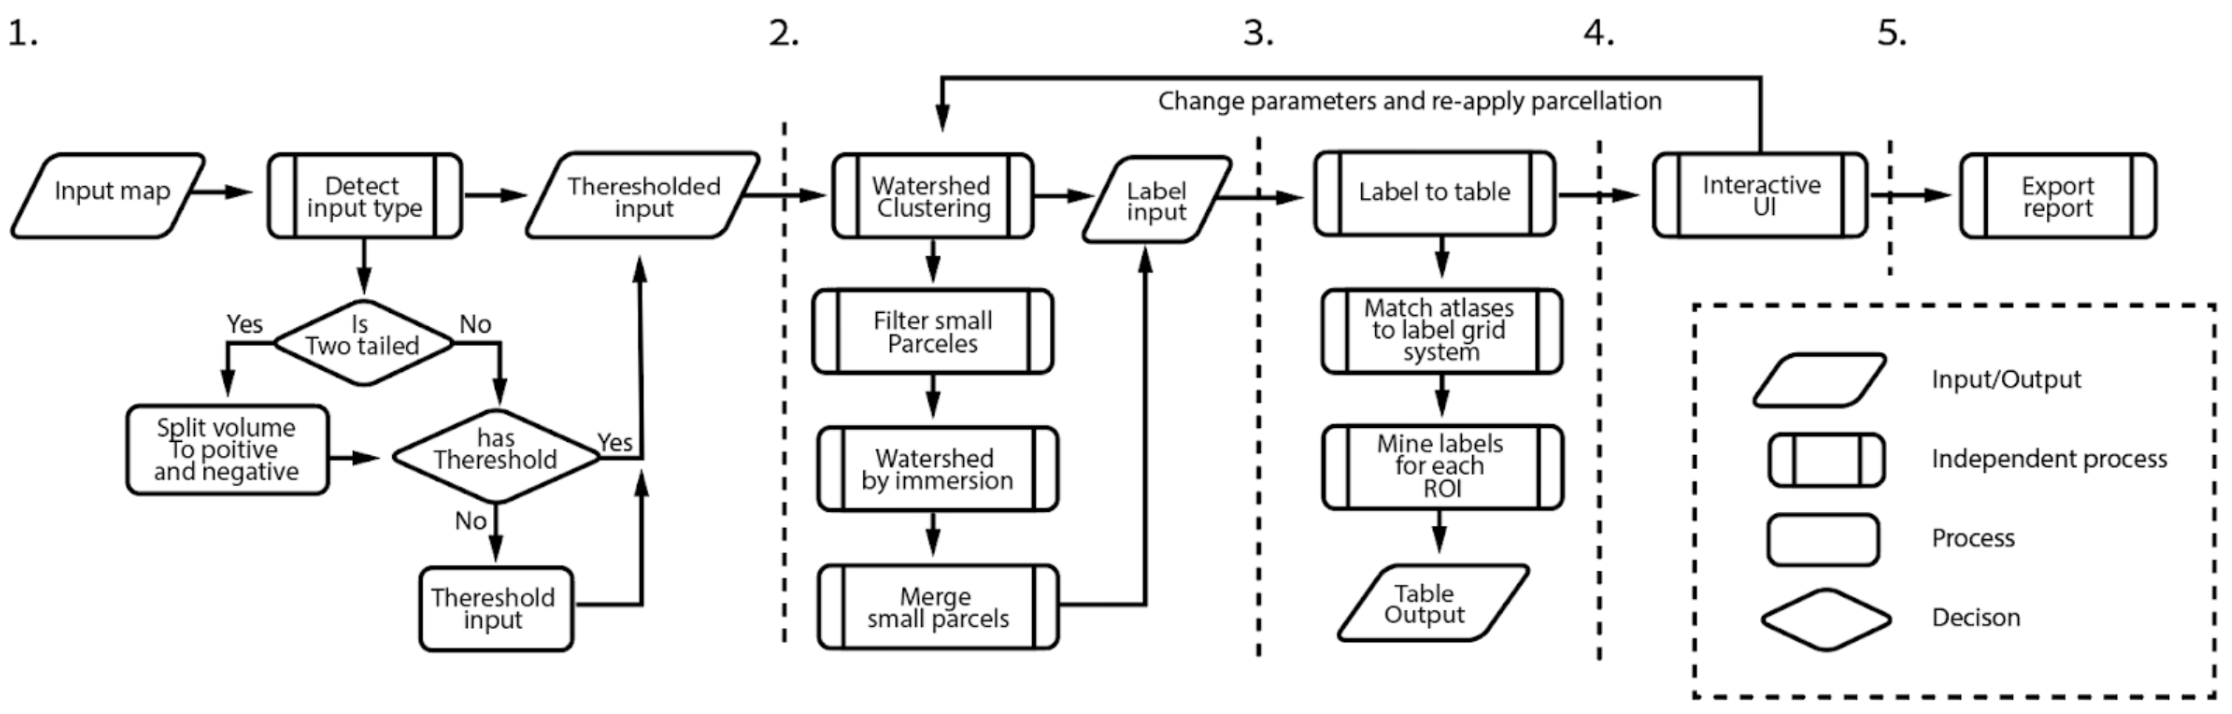 1.
2.
3.
4.
5.
Change parameters and re-apply parcellation
Input map
Detect
input type
Theresholded
input
Is
Two tailed
Yes
No
Split volume
To poitive
and negative
has
Thereshold
Yes
No
Thereshold
input
Watershed
Clustering
Label
input
Filter small
Parceles
Watershed
by immersion
Merge
small parcels
Label to table
Match atlases
to label grid
system
Mine labels
for each
ROI
Table
Output
Interactive
UI
Export
report
Input/Output
Independent process
Process
Decison